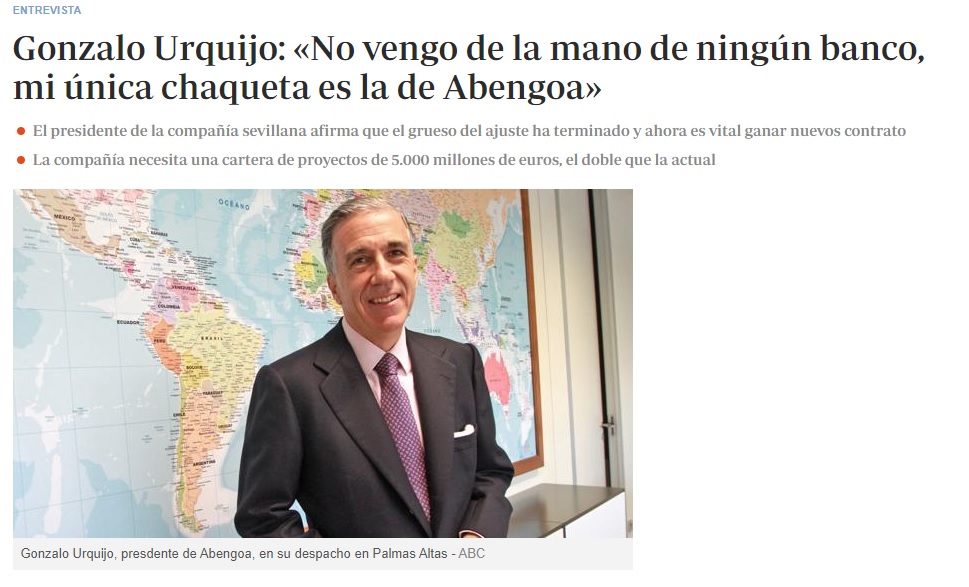 ENTREVISTA
Gonzalo Urquijo: «No vengo de la mano de ningún banco,
mi única chaqueta es la de Abengoa»
El presidente de la compañía sevillana afirma que el grueso del ajuste ha terminado y ahora es vital ganar nuevos contrato
La compañía necesita una cartera de proyectos de 5.000 millones de euros, el doble que la actual
OCÉANO
MÉXICO
CUBA
VENEZUELA
COLOMBIA
ECUADOR
PERÚ
BRASIL
BOLIVIA
PARAGUAY
CHILE
URUGUAY
ARGENTINA
Gonzalo Urquijo, presidente de Abengoa, en su despacho en Palmas Altas - ABC